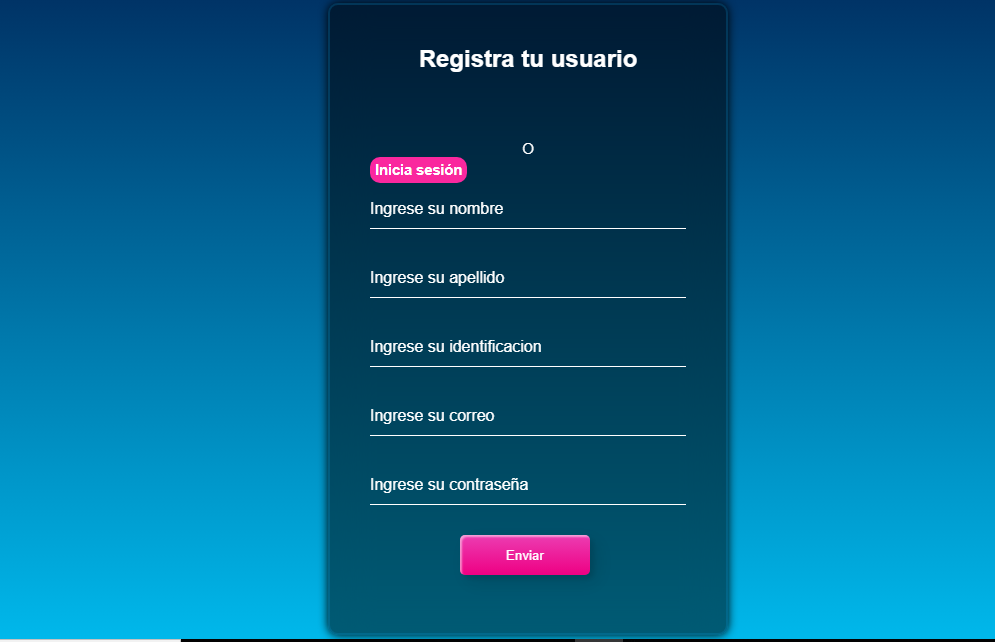 Registra tu usuario
O
Inicia sesión
Ingrese su nombre
Ingrese su apellido
Ingrese su identificacion
Ingrese su correo
Ingrese su contraseña
Enviar